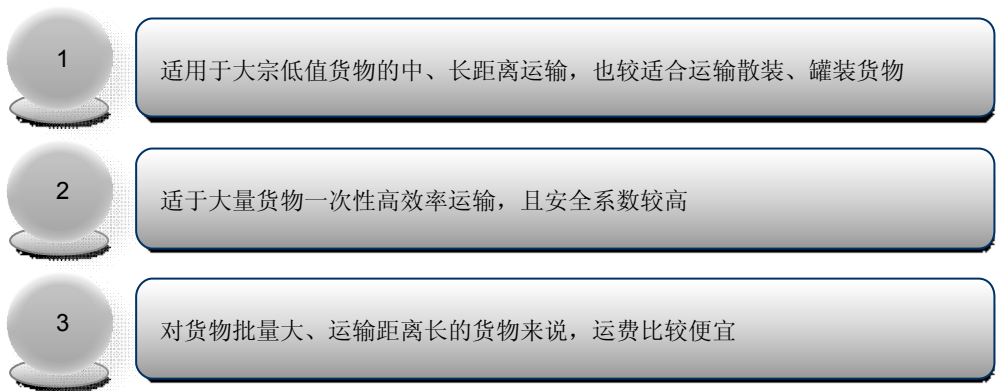 1
适用于大宗低值货物的中、长距离运输，也较适合运输散装、罐装货物
2
适于大量货物一次性高效率运输，且安全系数较高
3
对货物批量大、运输距离长的货物来说，运费比较便宜